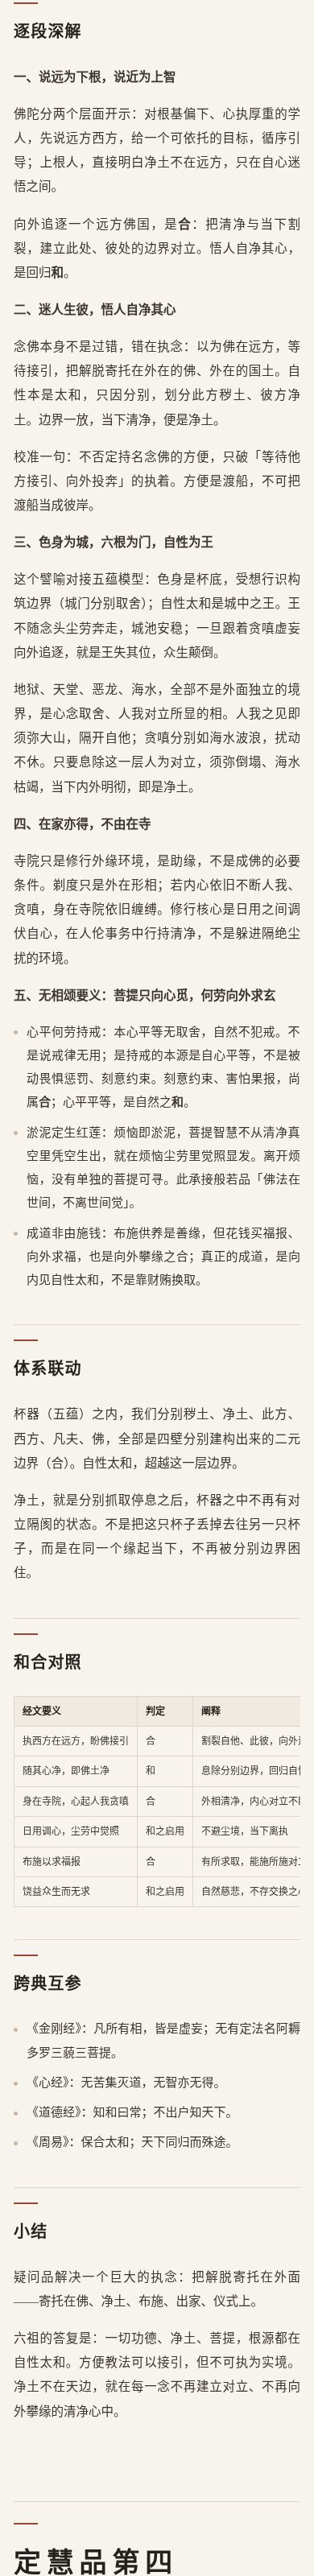 逐段深解
一、说远为下根，说近为上智
佛陀分两个层面开示：对根基偏下、心执厚重的学
人，先说远方西方，给一个可依托的目标，循序引
导；上根人，直接明白净土不在远方，只在自心迷
悟之间。
向外追逐一个远方佛国，是合：把清净与当下割
裂，建立此处、彼处的边界对立。悟人自净其心，
是回归和。
二、迷人生彼，悟人自净其心
念佛本身不是过错，错在执念：以为佛在远方，等
待接引，把解脱寄托在外在的佛、外在的国土。自
性本是太和，只因分别，划分此方秽土、彼方净
土。边界一放，当下清净，便是净土。
校准一句：不否定持名念佛的方便，只破「等待他
方接引、向外投奔」的执着。方便是渡船，不可把
渡船当成彼岸。
三、色身为城，六根为门，自性为王
这个譬喻对接五蕴模型：色身是杯底，受想行识构
筑边界（城门分别取舍）；自性太和是城中之王。王
不随念头尘劳奔走，城池安稳；一旦跟着贪嗔虚妄
向外追逐，就是王失其位，众生颠倒。
地狱、天堂、恶龙、海水，全部不是外面独立的境
界，是心念取舍、人我对立所显的相。人我之见即
须弥大山，隔开自他；贪嗔分别如海水波浪，扰动
不休。只要息除这一层人为对立，须弥倒塌、海水
枯竭，当下内外明彻，即是净土。
四、在家亦得，不由在寺
寺院只是修行外缘环境，是助缘，不是成佛的必要
条件。剃度只是外在形相；若内心依旧不断人我、
贪嗔，身在寺院依旧缠缚。修行核心是日用之间调
伏自心，在人伦事务中行持清净，不是躲进隔绝尘
扰的环境。
五、无相颂要义：菩提只向心觅，何劳向外求玄
心平何劳持戒：本心平等无取舍，自然不犯戒。不
是说戒律无用；是持戒的本源是自心平等，不是被
动畏惧惩罚、刻意约束。刻意约束、害怕果报，尚
属合；心平平等，是自然之和。
淤泥定生红莲：烦恼即淤泥，菩提智慧不从清净真
空里凭空生出，就在烦恼尘劳里觉照显发。离开烦
恼，没有单独的菩提可寻。此承接般若品「佛法在
世间，不离世间觉」。
成道非由施钱：布施供养是善缘，但花钱买福报、
向外求福，也是向外攀缘之合；真正的成道，是向
内见自性太和，不是靠财贿换取。
体系联动
杯器（五蕴）之内，我们分别秽土、净土、此方、
西方、凡夫、佛，全部是四壁分别建构出来的二元
边界（合）。自性太和，超越这一层边界。
净土，就是分别抓取停息之后，杯器之中不再有对
立隔阂的状态。不是把这只杯子丢掉去往另一只杯
子，而是在同一个缘起当下，不再被分别边界困
住。
和合对照
经文要义 判定 阐释
执西方在远方，盼佛接引 合 割裂自他、此彼，向外
随其心净，即佛土净 和 息除分别边界，回归自
身在寺院，心起人我贪嗔 合 外相清净，内心对立不
日用调心，尘劳中觉照 和之启用 不避尘境，当下离执
布施以求福报 合 有所求取，能施所施对
饶益众生而无求 和之启用 自然慈悲，不存交换之
跨典互参
《金刚经》：凡所有相，皆是虚妄；无有定法名阿耨
多罗三藐三菩提。
《心经》：无苦集灭道，无智亦无得。
《道德经》：知和曰常；不出户知天下。
《周易》：保合太和；天下同归而殊途。
小结
疑问品解决一个巨大的执念：把解脱寄托在外面
——寄托在佛、净土、布施、出家、仪式上。
六祖的答复是：一切功德、净土、菩提，根源都在
自性太和。方便教法可以接引，但不可执为实境。
净土不在天边，就在每一念不再建立对立、不再向
外攀缘的清净心中。
定慧品第四